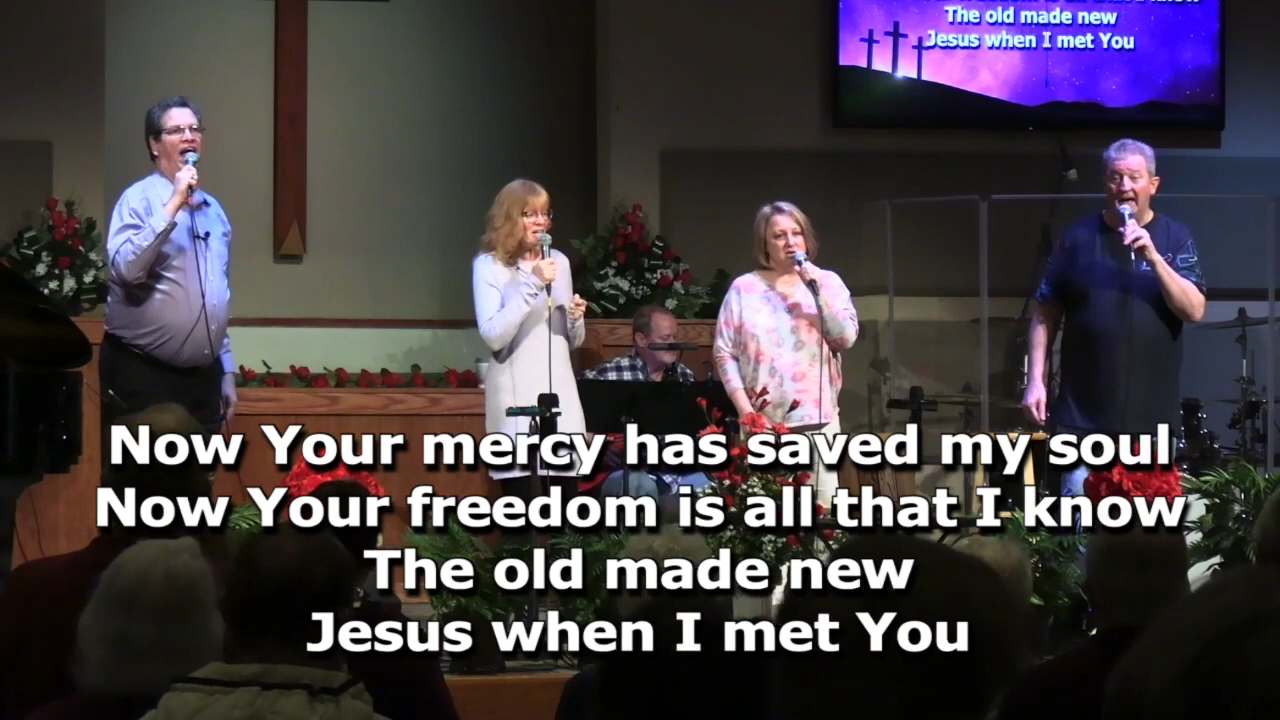 The old made new
Jesus when I met You
Now Your mercy has saved my soul
Now Your freedom is all that I know
The old made new
Jesus when I met You